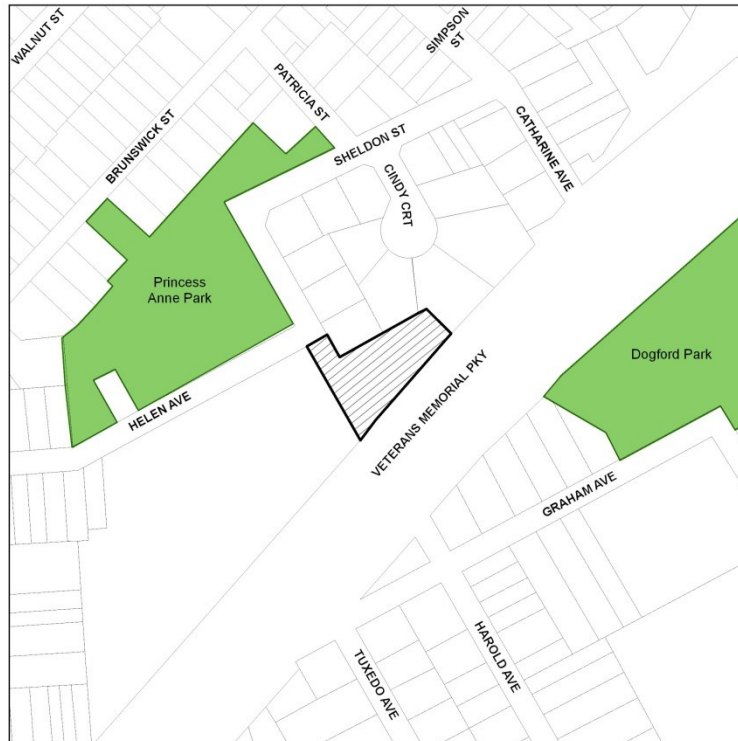 WALNUT ST
SIMPSON
ST
PATRICIA ST
BRUNSWICK ST
SHELDON ST
CATHARINE AVE
CINDY CRT
Princess
Anne Park
Dogford Park
HELEN AVE
VETERANS MEMORIAL PKY
GRAHAM AVE
HAROLD AVE
TUXEDO AVE